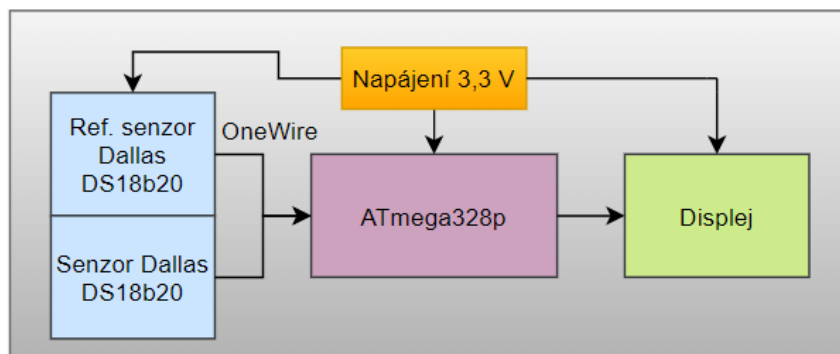 Napájení 3,3 V
Ref. senzor
Dallas
DS18b20
OneWire
ATmega328p
Displej
Senzor Dallas
DS18b20